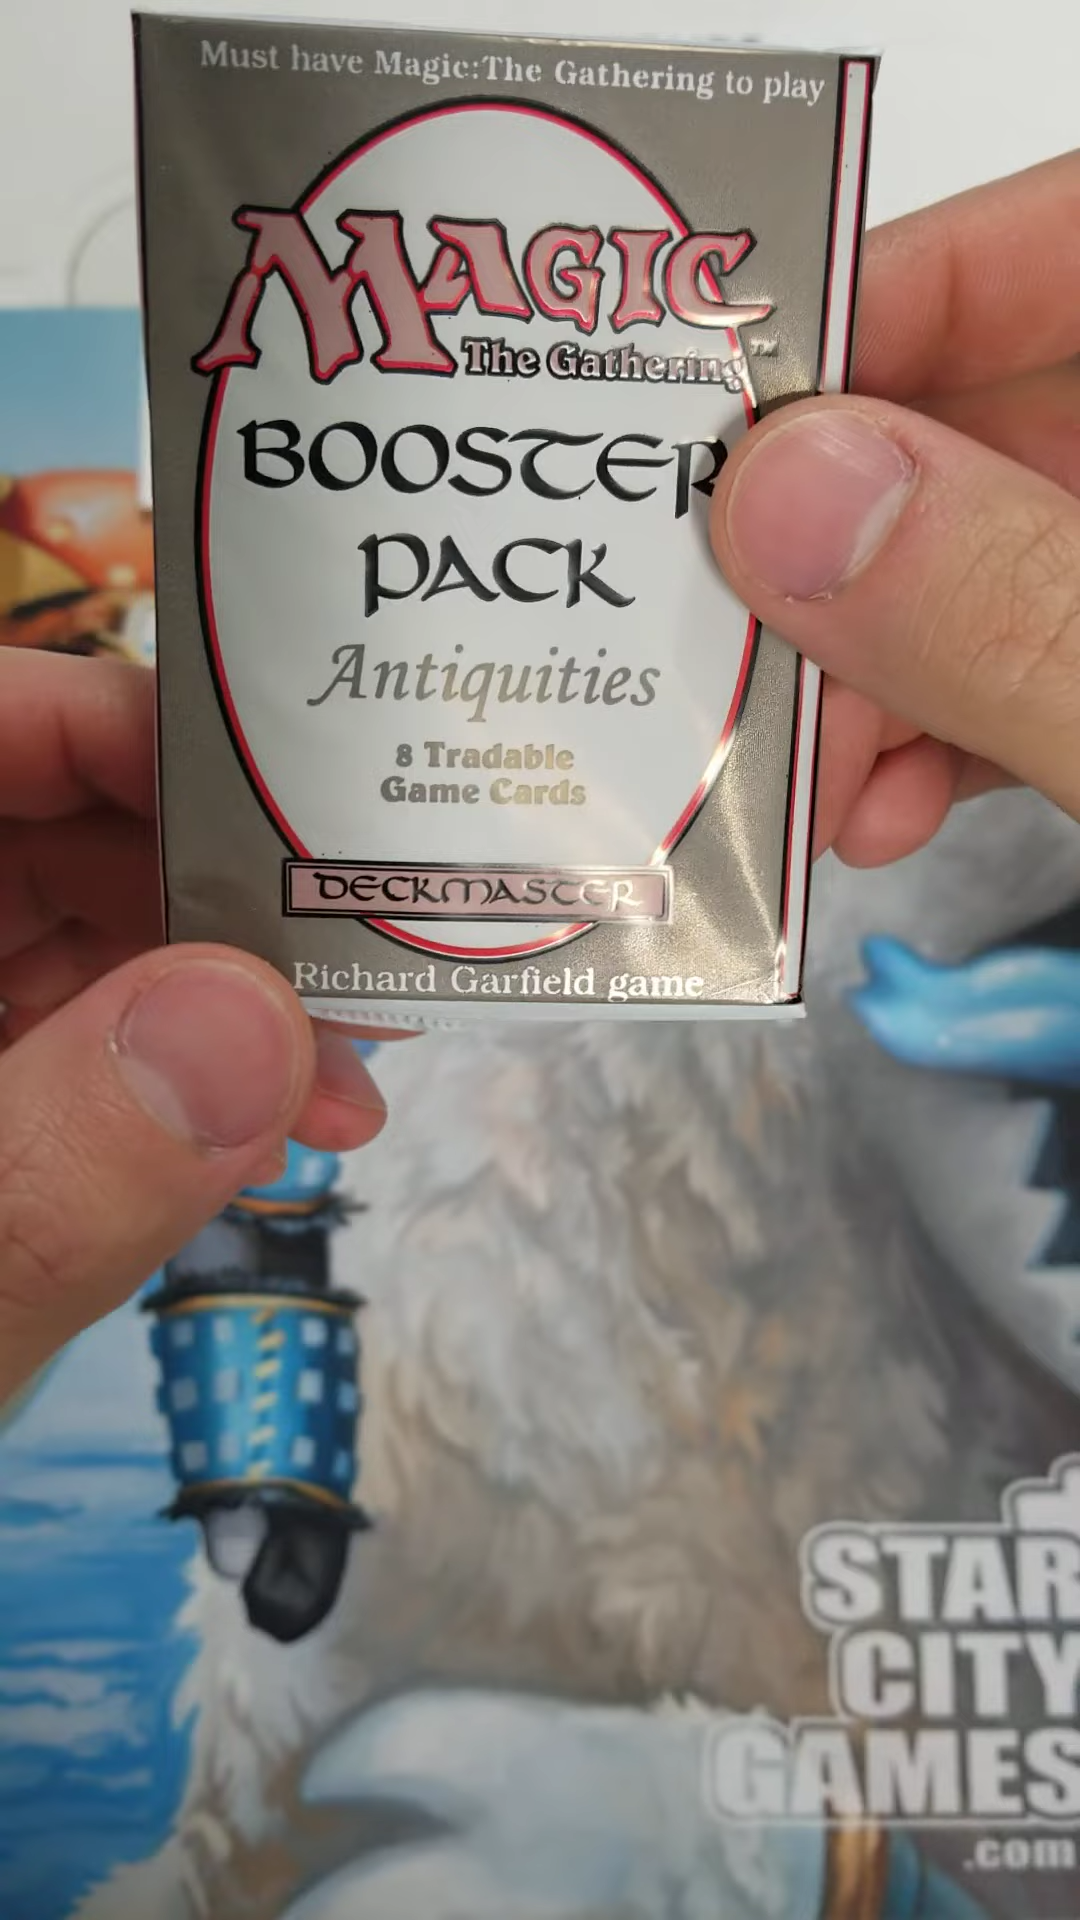 Must have Magic:The Gathering to play
MAGIC
The Gathering™
BOOSTER
PACK
Antiquities
8 Tradable
Game Cards
DECKMASTER
Richard Garfield game
STAR
CITY
GAMES
.com